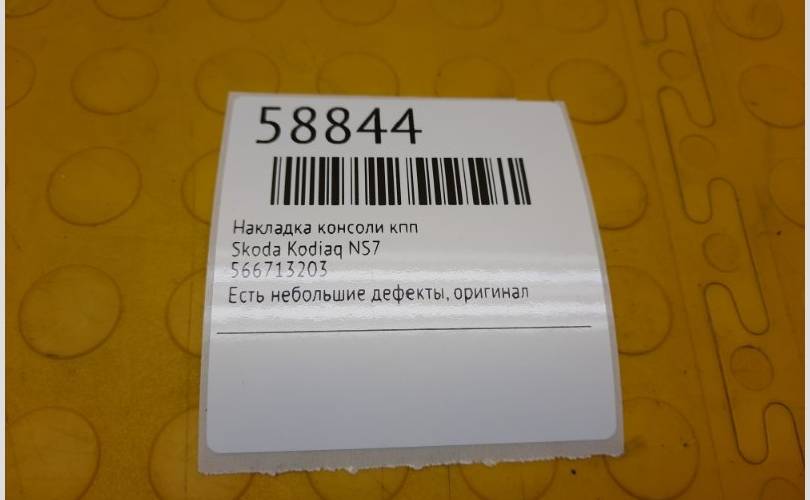 58844
Накладка консоли кпп
Skoda Kodiaq NS7
566713203
Есть небольшие дефекты, оригинал